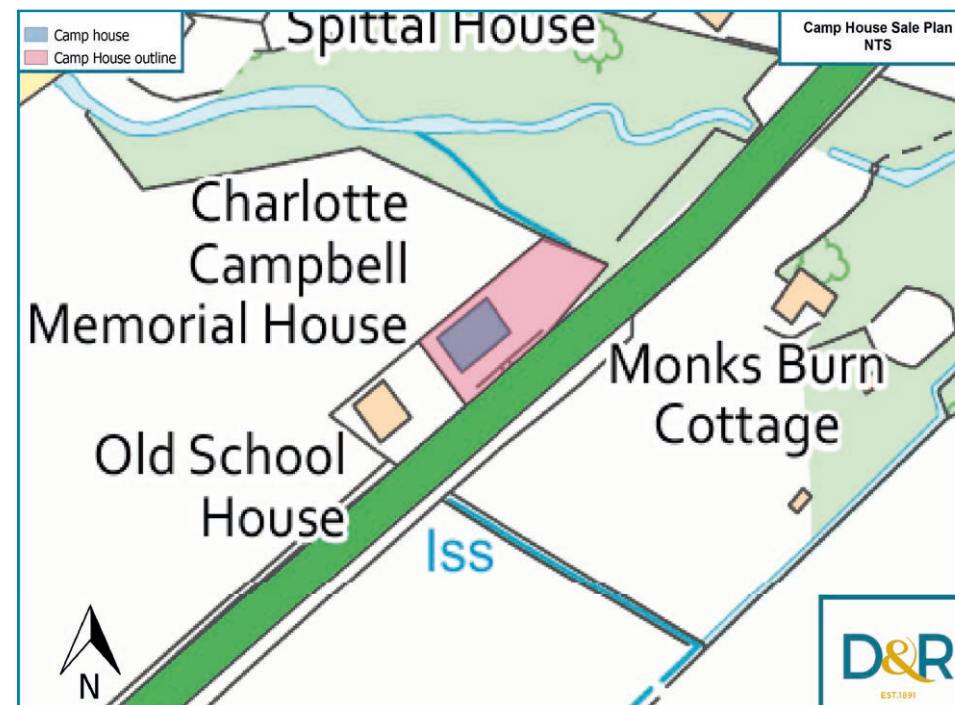 Camp house
Camp House outline
Spittal House
Camp House Sale Plan
NTS
Charlotte
Campbell
Memorial House
Monks Burn
Cottage
Old School
House
Iss
N
D&R
EST.1891